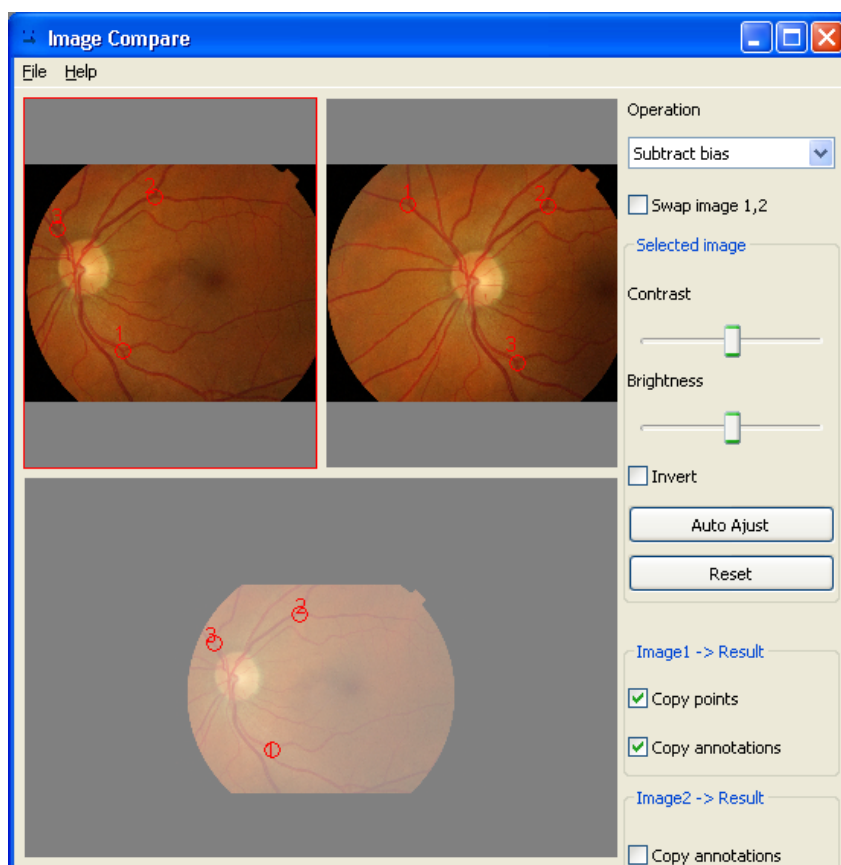 Image Compare
File Help
Operation
Subtract bias
Swap image 1,2
Selected image
Contrast
Brightness
Invert
Auto Ajust
Reset
Image1 -> Result
Copy points
Copy annotations
Image2 -> Result
Copy annotations
3
2
1
1
2
3
3
2
1